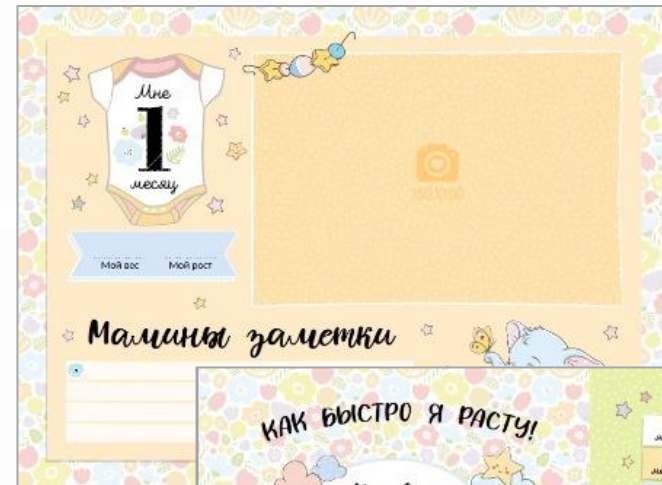 Мне
1
месяц
Мой вес Мой рост
Мамины заметки
КАК БЫСТРО Я РАСТУ!